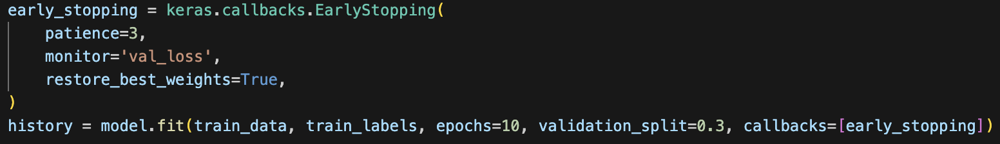 early_stopping = keras.callbacks.EarlyStopping(
    patience=3,
    monitor='val_loss',
    restore_best_weights=True,
)
history = model.fit(train_data, train_labels, epochs=10, validation_split=0.3, callbacks=[early_stopping])